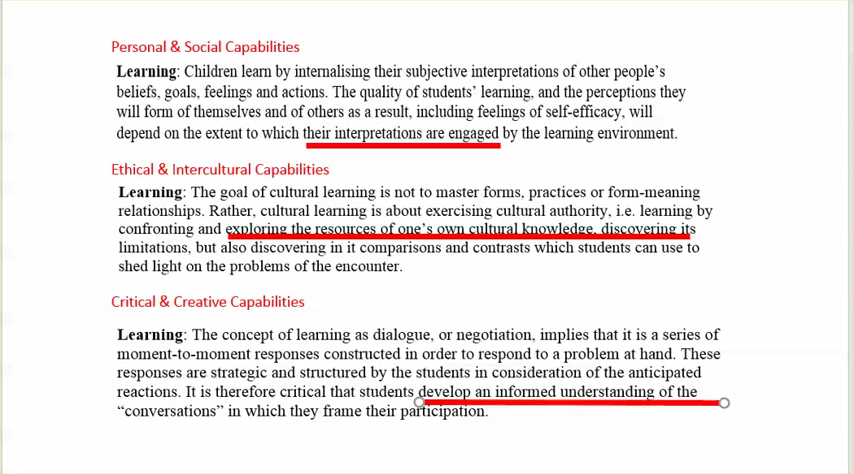 Personal & Social Capabilities
Learning: Children learn by internalising their subjective interpretations of other people's
beliefs, goals, feelings and actions. The quality of students' learning, and the perceptions they
will form of themselves and of others as a result, including feelings of self-efficacy, will
depend on the extent to which their interpretations are engaged by the learning environment.
Ethical & Intercultural Capabilities
Learning: The goal of cultural learning is not to master forms, practices or form-meaning
relationships. Rather, cultural learning is about exercising cultural authority, i.e. learning by
confronting and exploring the resources of one's own cultural knowledge, discovering its
limitations, but also discovering in it comparisons and contrasts which students can use to
shed light on the problems of the encounter.
Critical & Creative Capabilities
Learning: The concept of learning as dialogue, or negotiation, implies that it is a series of
moment-to-moment responses constructed in order to respond to a problem at hand. These
responses are strategic and structured by the students in consideration of the anticipated
reactions. It is therefore critical that students develop an informed understanding of the
“conversations” in which they frame their participation.